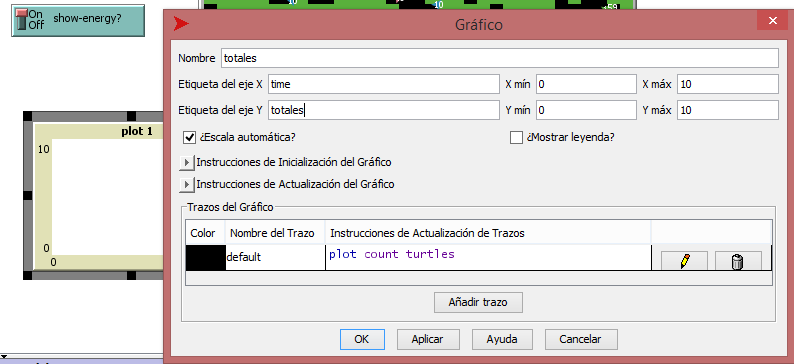 On
Off
show-energy?
10
59
plot 1
10
0
0
Gráfico
Nombre totales
Etiqueta del eje X time X mín 0 X máx 10
Etiqueta del eje Y totales Y mín 0 Y máx 10
¿Escala automática? ¿Mostrar leyenda?
Instrucciones de Inicialización del Gráfico
Instrucciones de Actualización del Gráfico
Trazos del Gráfico
Color Nombre del Trazo Instrucciones de Actualización de Trazos
default plot count turtles
Añadir trazo
OK Aplicar Ayuda Cancelar